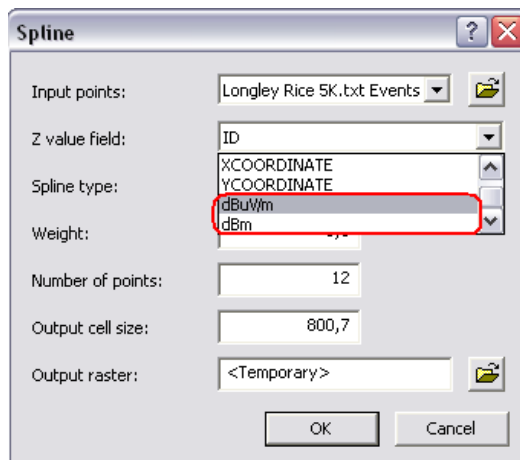 Spline
Input points: Longley Rice 5K.txt Events
Z value field: ID
XCOORDINATE
YCOORDINATE
Spline type:
dBuV/m
dBm
Weight:
Number of points: 12
Output cell size: 800,7
Output raster: <Temporary>
OK Cancel